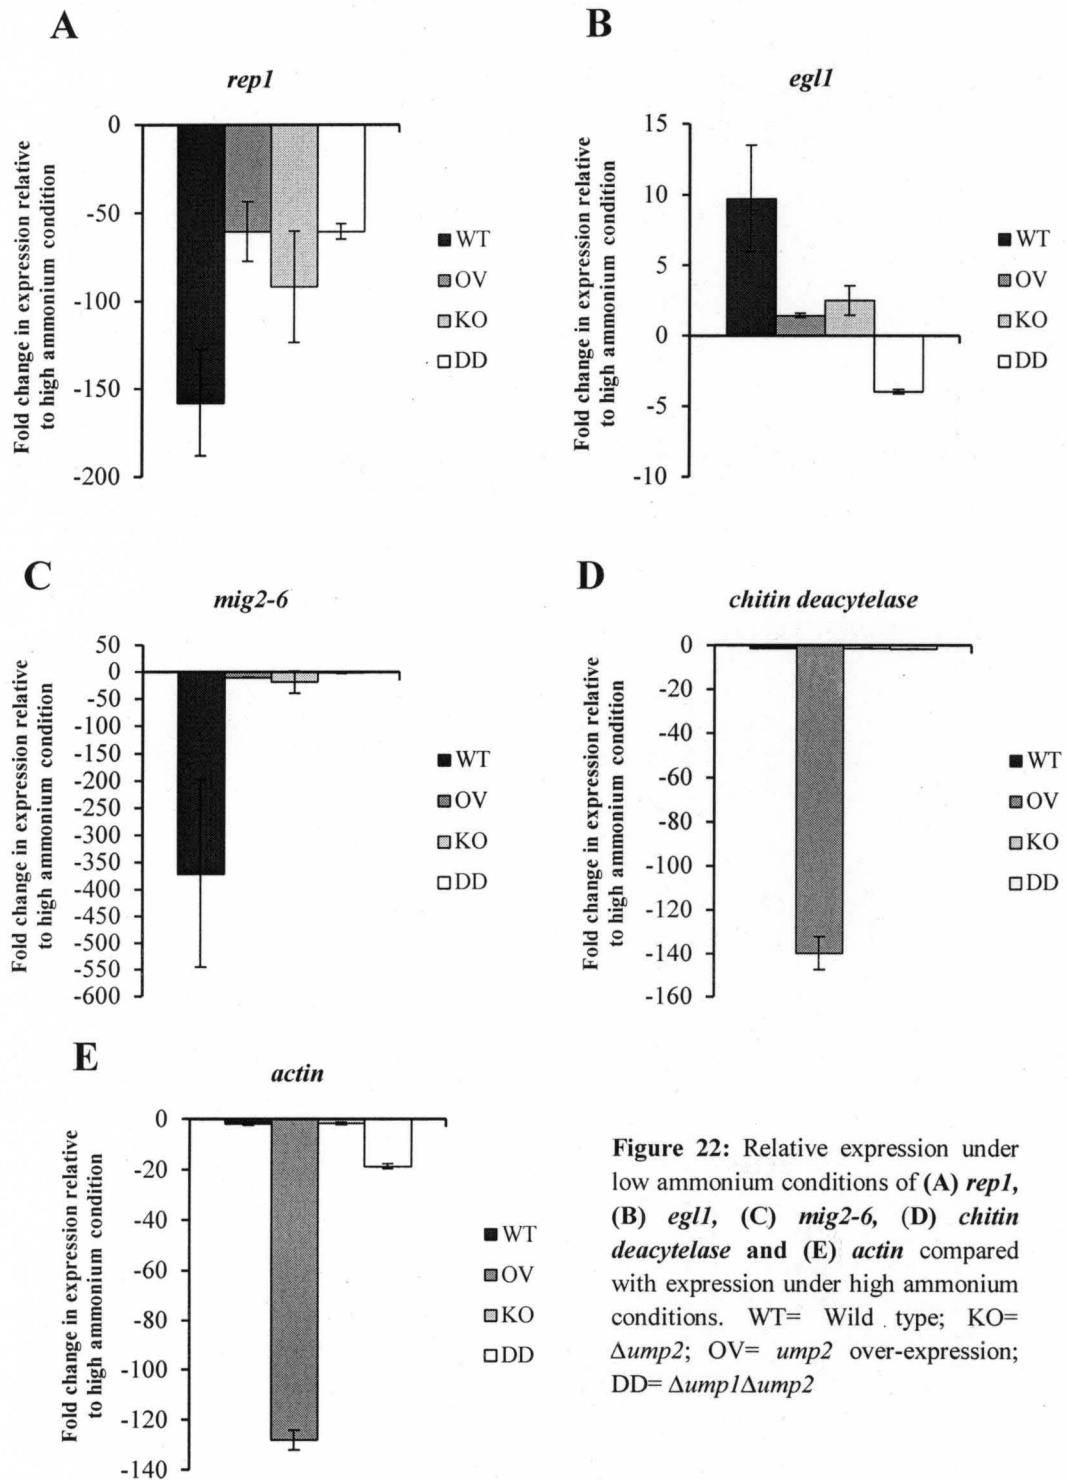 A
rep1
Fold change in expression relative
to high ammonium condition
0
-50
-100
-150
-200
WT
OV
KO
DD
B
egl1
Fold change in expression relative
to high ammonium condition
15
10
5
0
-5
-10
WT
OV
KO
DD
C
mig2-6
Fold change in expression relative
to high ammonium condition
50
0
-50
-100
-150
-200
-250
-300
-350
-400
-450
-500
-550
-600
WT
OV
KO
DD
D
chitin deacytelase
Fold change in expression relative
to high ammonium condition
0
-20
-40
-60
-80
-100
-120
-140
-160
WT
OV
KO
DD
E
actin
Fold change in expression relative
to high ammonium condition
0
-20
-40
-60
-80
-100
-120
-140
WT
OV
KO
DD
Figure 22: Relative expression under
low ammonium conditions of (A) rep1,
(B) egl1, (C) mig2-6, (D) chitin
deacytelase and (E) actin compared
with expression under high ammonium
conditions. WT= Wild type; KO=
Δump2; OV= ump2 over-expression;
DD= Δump1Δump2